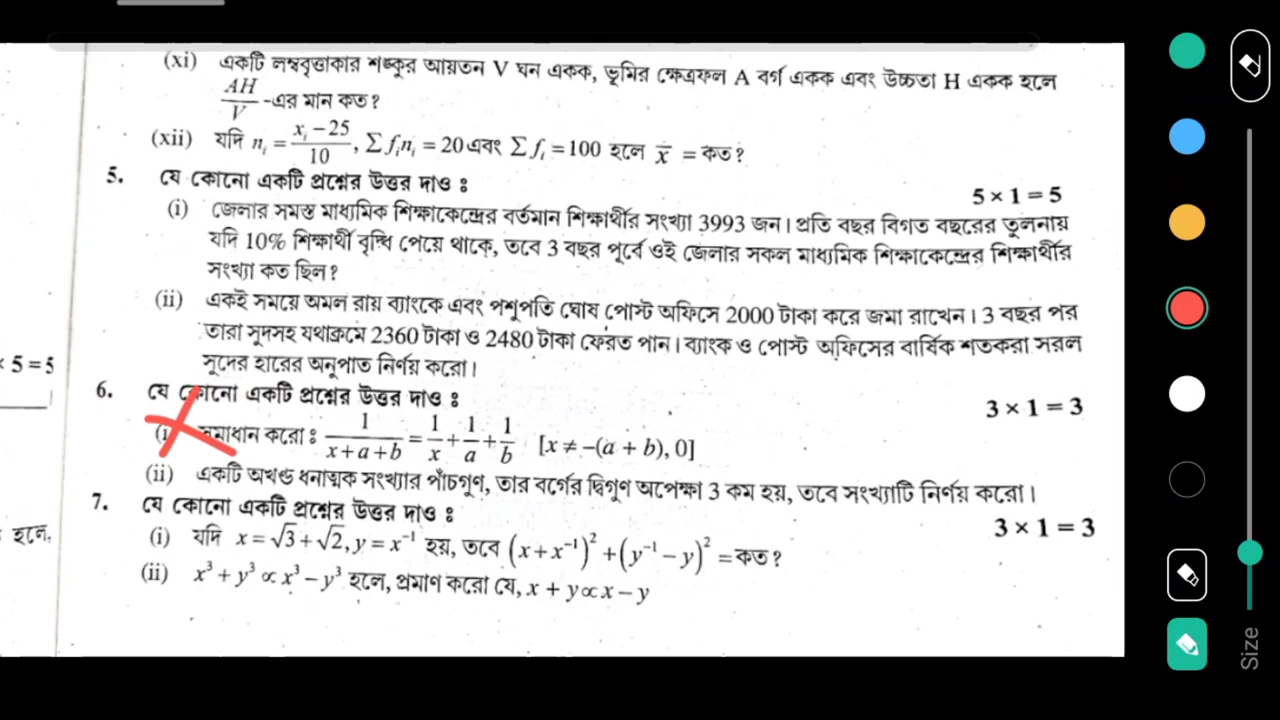 (xi) একটি লম্ববৃত্তাকার শঙ্কুর আয়তন V ঘন একক, ভূমির ক্ষেত্রফল A বর্গ একক এবং উচ্চতা H একক হলে
AH/V -এর মান কত?
(xii) যদি nᵢ = (xᵢ − 25)/10, Σ fᵢnᵢ = 20 এবং Σ fᵢ = 100 হলে x̄ = কত?
5. যে কোনো একটি প্রশ্নের উত্তর দাও ঃ 5 × 1 = 5
(i) জেলার সমস্ত মাধ্যমিক শিক্ষাকেন্দ্রের বর্তমান শিক্ষার্থীর সংখ্যা 3993 জন। প্রতি বছর বিগত বছরের তুলনায়
যদি 10% শিক্ষার্থী বৃদ্ধি পেয়ে থাকে, তবে 3 বছর পূর্বে ওই জেলার সকল মাধ্যমিক শিক্ষাকেন্দ্রের শিক্ষার্থীর
সংখ্যা কত ছিল?
(ii) একই সময়ে অমল রায় ব্যাংকে এবং পশুপতি ঘোষ পোস্ট অফিসে 2000 টাকা করে জমা রাখেন। 3 বছর পর
তারা সুদসহ যথাক্রমে 2360 টাকা ও 2480 টাকা ফেরত পান। ব্যাংক ও পোস্ট অফিসের বার্ষিক শতকরা সরল
× 5 = 5
সুদের হারের অনুপাত নির্ণয় করো।
6. যে কোনো একটি প্রশ্নের উত্তর দাও ঃ 3 × 1 = 3
(i) সমাধান করো ঃ 1/(x+a+b) = 1/x + 1/a + 1/b [x ≠ −(a + b), 0]
(ii) একটি অখণ্ড ধনাত্মক সংখ্যার পাঁচগুণ, তার বর্গের দ্বিগুণ অপেক্ষা 3 কম হয়, তবে সংখ্যাটি নির্ণয় করো।
7. যে কোনো একটি প্রশ্নের উত্তর দাও ঃ 3 × 1 = 3
হলে,
(i) যদি x = √3 + √2, y = x⁻¹ হয়, তবে (x + x⁻¹)² + (y⁻¹ − y)² = কত?
(ii) x³ + y³ ∝ x³ − y³ হলে, প্রমাণ করো যে, x + y ∝ x − y
Size